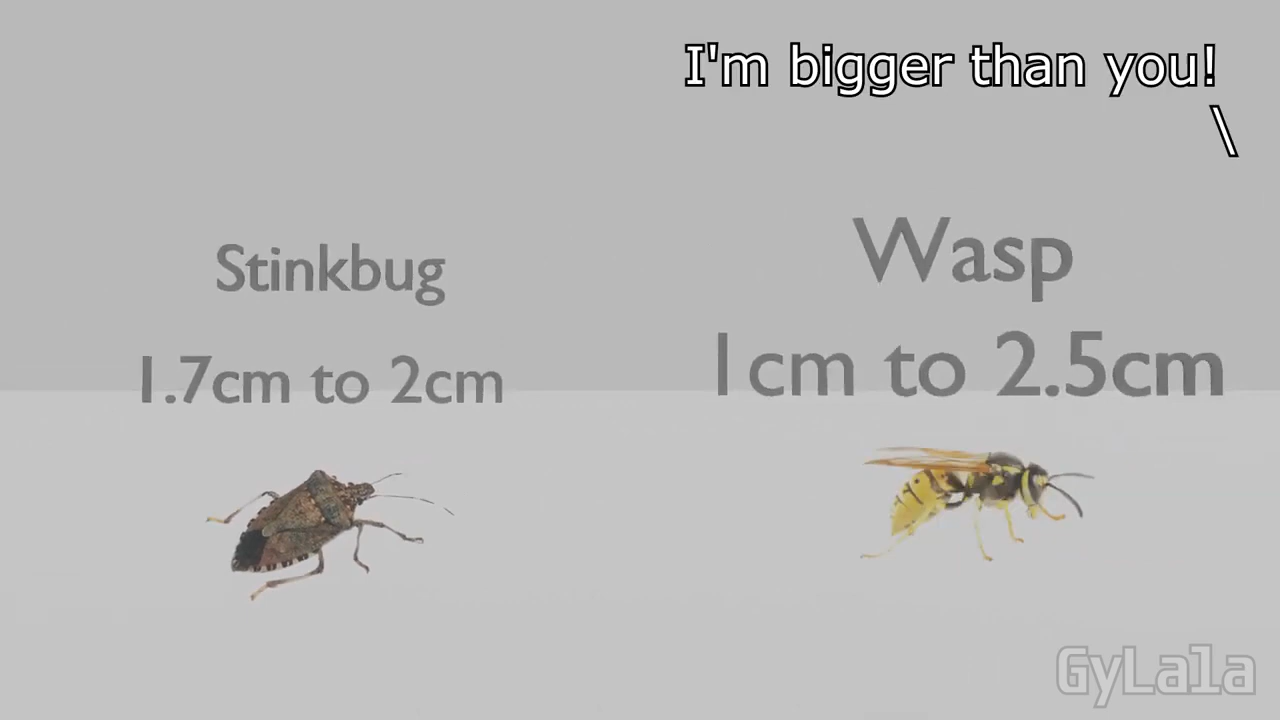 I'm bigger than you!
\
Stinkbug
1.7cm to 2cm
Wasp
1cm to 2.5cm
GyLala